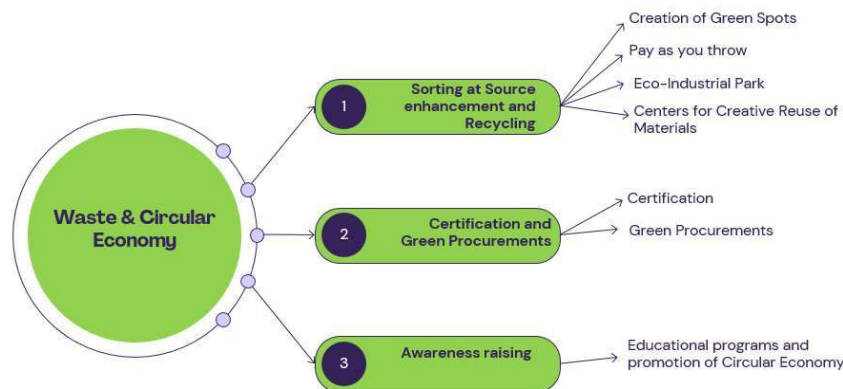 Waste & Circular
Economy
1
Sorting at Source
enhancement and
Recycling
Creation of Green Spots
Pay as you throw
Eco-Industrial Park
Centers for Creative Reuse of
Materials
2
Certification and
Green Procurements
Certification
Green Procurements
3
Awareness raising
Educational programs and
promotion of Circular Economy